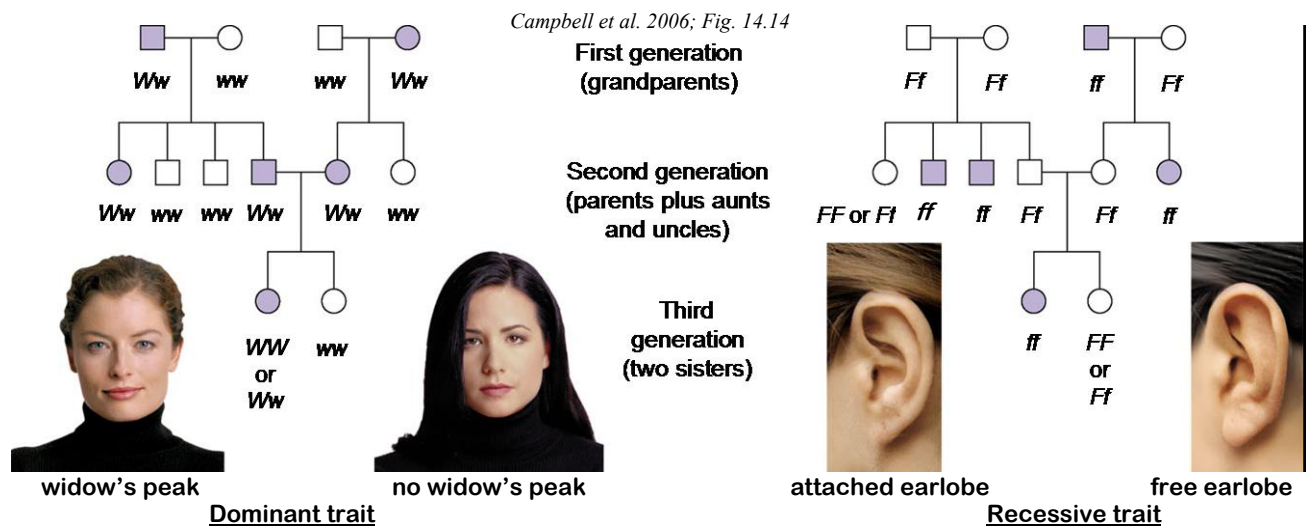 Campbell et al. 2006; Fig. 14.14
First generation
(grandparents)
Ww ww ww Ww
Ff Ff ff Ff
Second generation
(parents plus aunts
and uncles)
Ww ww ww Ww Ww ww
FF or Ff ff ff Ff Ff ff
Third
generation
(two sisters)
WW
or
Ww
ww
ff
FF
or
Ff
widow's peak
no widow's peak
attached earlobe
free earlobe
Dominant trait
Recessive trait